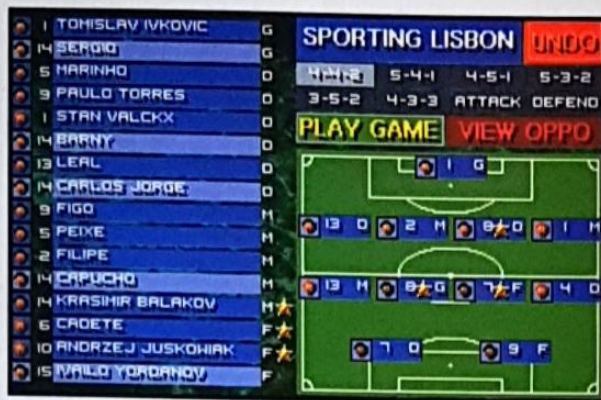 1 TOMISLAV IVKOVIC G
14 SERGIO G
5 MARINHO D
9 PAULO TORRES D
1 STAN VALCKX D
14 BARNY D
13 LEAL D
14 CARLOS JORGE D
9 FIGO M
5 PEIXE M
2 FILIPE M
14 CAPUCHO M
14 KRASIMIR BALAKOV M
6 CADETE F
10 ANDRZEJ JUSKOWIAK F
15 IVAILO YORDANOV F
SPORTING LISBON UNDO
4-4-2 5-4-1 4-5-1 5-3-2
3-5-2 4-3-3 ATTACK DEFEND
PLAY GAME VIEW OPPO
1 G
13 D 2 M 8 D 1 M
13 M 8 G 7 F 4 D
7 D 9 F